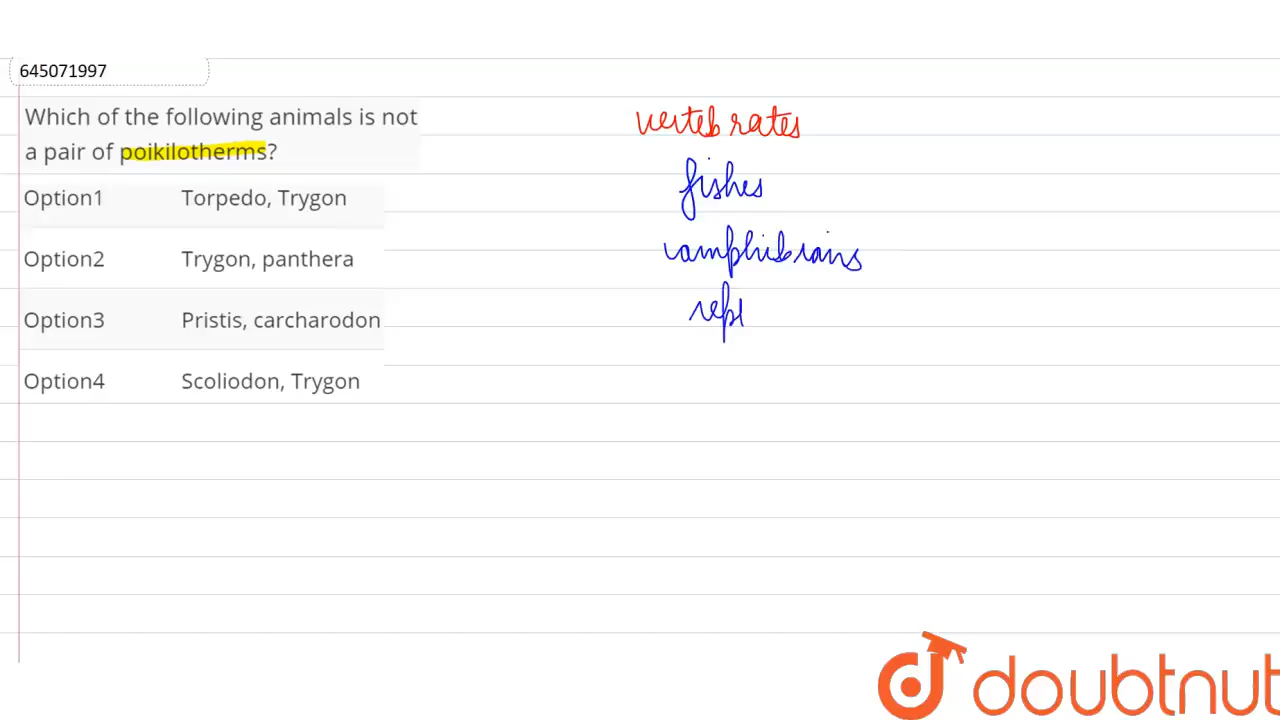 645071997
Which of the following animals is not
a pair of poikilotherms?
Option1 Torpedo, Trygon
Option2 Trygon, panthera
Option3 Pristis, carcharodon
Option4 Scoliodon, Trygon
vertebrates
fishes
amphibians
repl
doubtnut